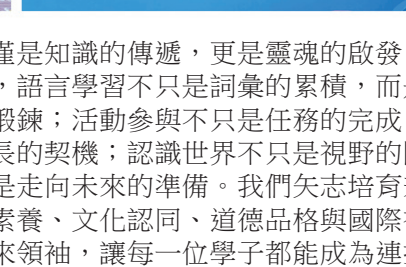 僅是知識的傳遞，更是靈魂的啟發
，語言學習不只是詞彙的累積，而
鍛鍊；活動參與不只是任務的完成
長的契機；認識世界不只是視野的
是走向未來的準備。我們矢志培育
素養、文化認同、道德品格與國際
來領袖，讓每一位學子都能成為連